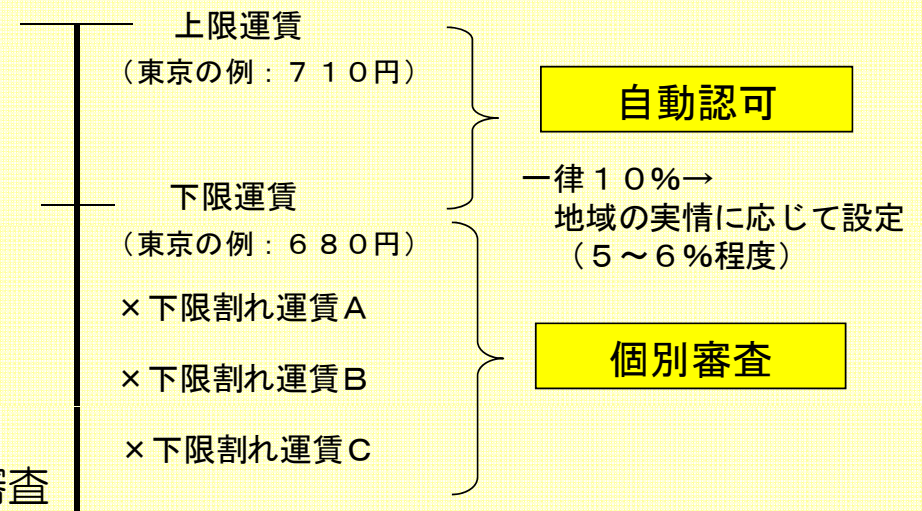 上限運賃
（東京の例：７１０円）
自動認可
一律１０％→
地域の実情に応じて設定
（５～６％程度）
下限運賃
（東京の例：６８０円）
×下限割れ運賃Ａ
×下限割れ運賃Ｂ
×下限割れ運賃Ｃ
個別審査
審査